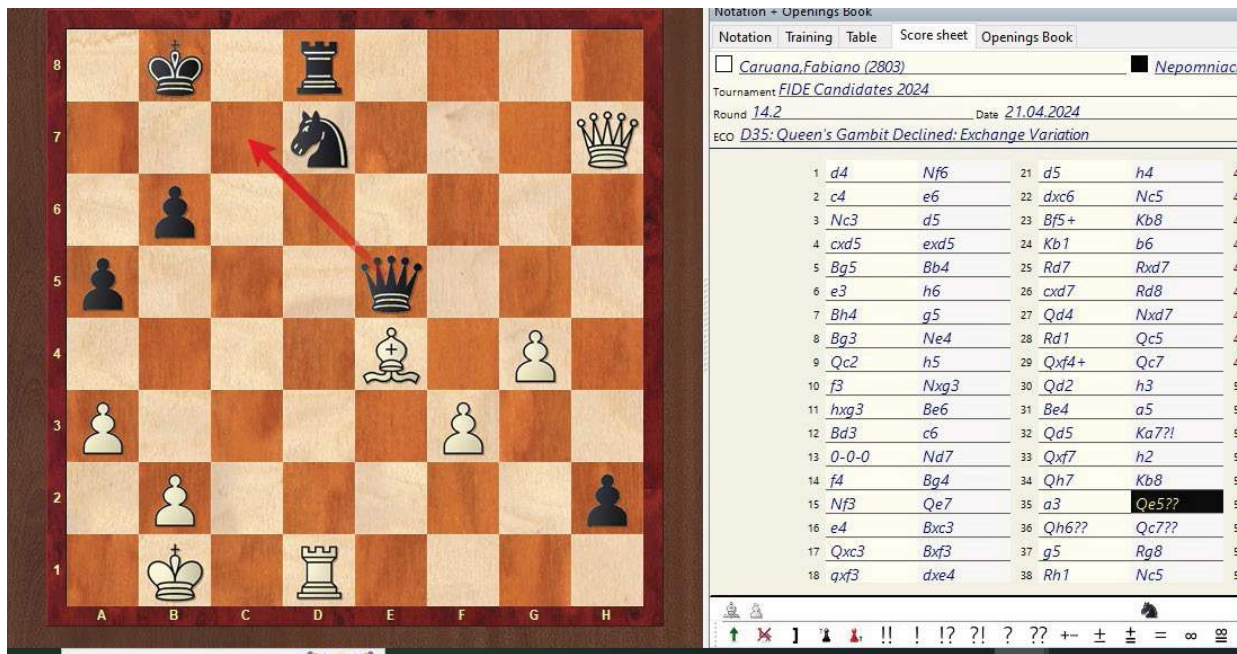 Notation + Openings Book
Notation Training Table Score sheet Openings Book
Caruana,Fabiano (2803)
Tournament FIDE Candidates 2024
Round 14.2 Date 21.04.2024
ECO D35: Queen's Gambit Declined: Exchange Variation
1 d4 Nf6 21 d5 h4
2 c4 e6 22 dxc6 Nc5
3 Nc3 d5 23 Bf5+ Kb8
4 cxd5 exd5 24 Kb1 b6
5 Bg5 Bb4 25 Rd7 Rxd7
6 e3 h6 26 cxd7 Rd8
7 Bh4 g5 27 Qd4 Nxd7
8 Bg3 Ne4 28 Rd1 Qc5
9 Qc2 h5 29 Qxf4+ Qc7
10 f3 Nxg3 30 Qd2 h3
11 hxg3 Be6 31 Be4 a5
12 Bd3 c6 32 Qd5 Ka7?!
13 0-0-0 Nd7 33 Qxf7 h2
14 f4 Bg4 34 Qh7 Kb8
15 Nf3 Qe7 35 a3 Qe5??
16 e4 Bxc3 36 Qh6?? Qc7??
17 Qxc3 Bxf3 37 g5 Rg8
18 gxf3 dxe4 38 Rh1 Nc5
8
7
6
5
4
3
2
1
A B C D E F G H
] !! ! !? ?! ? ?? +− ± ⩲ = ∞